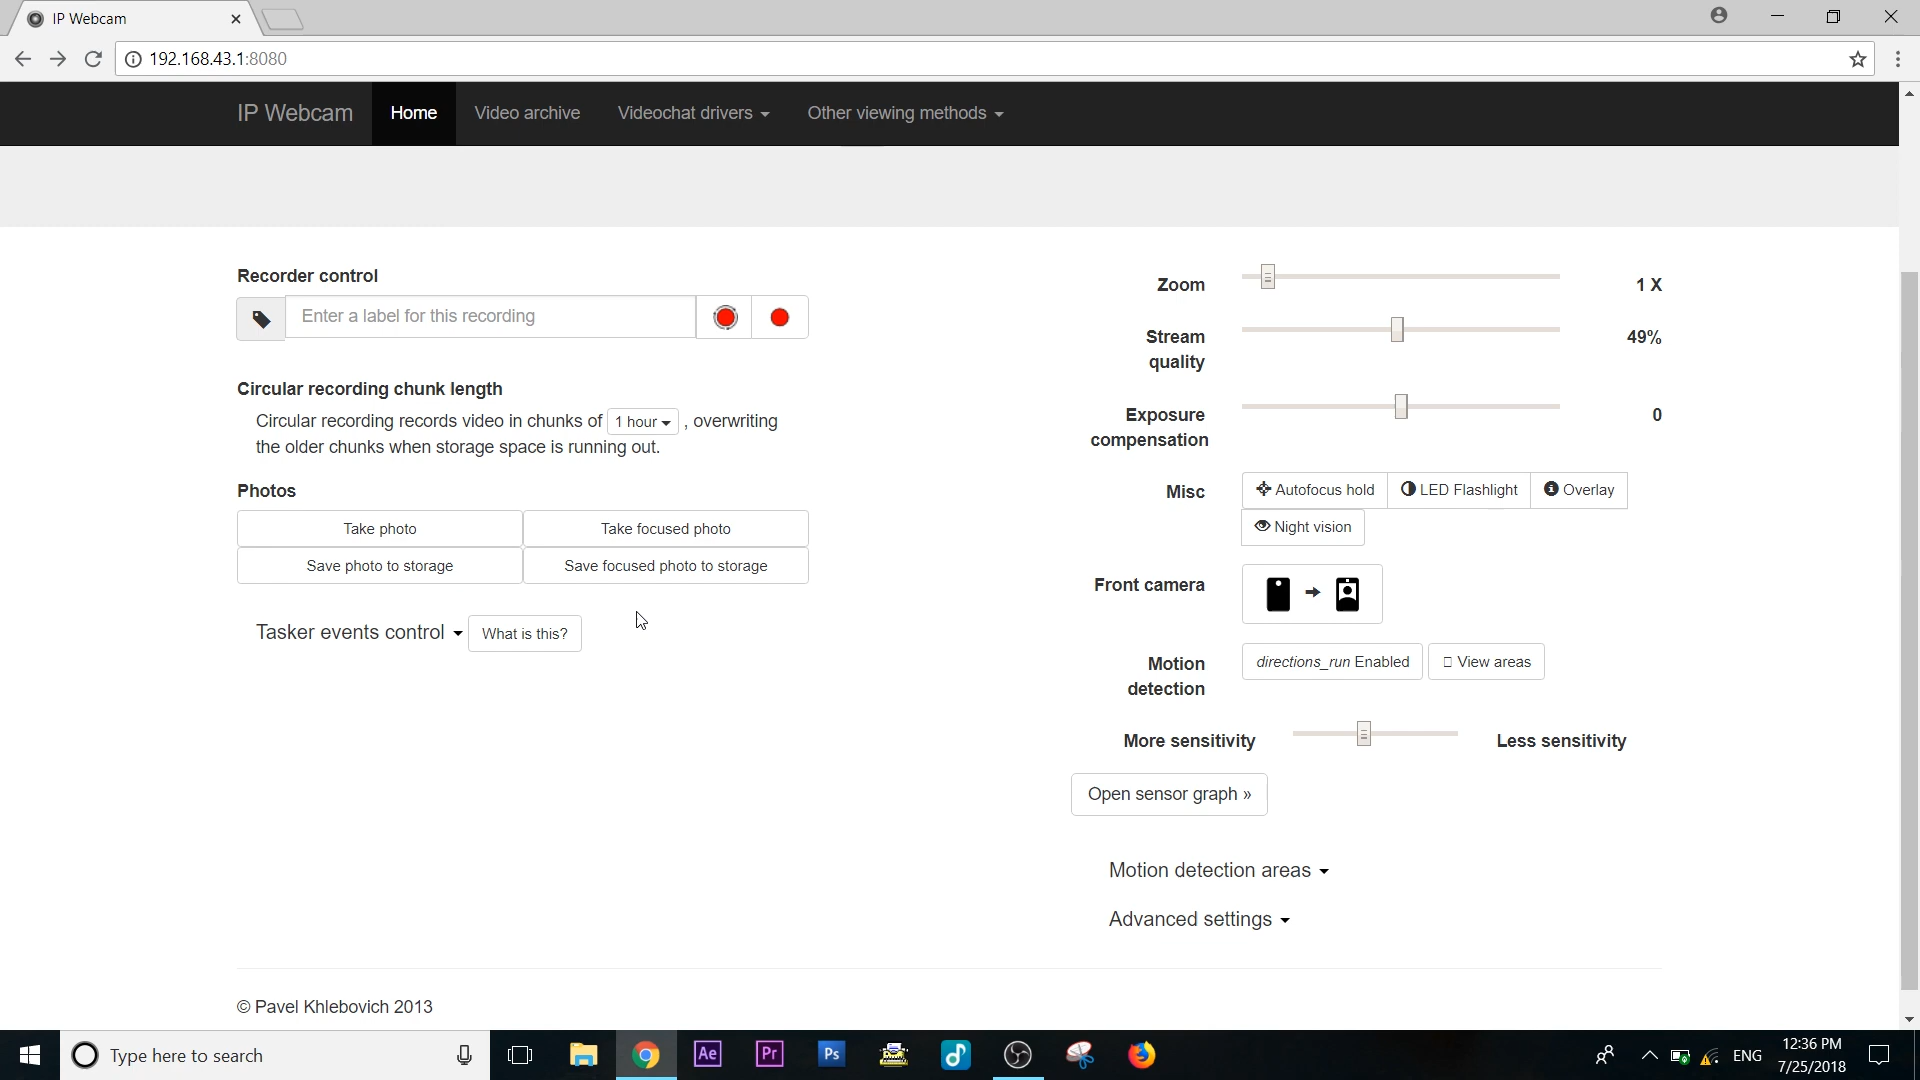 IP Webcam
192.168.43.1:8080
IP Webcam
Home
Video archive
Videochat drivers
Other viewing methods
Recorder control
Enter a label for this recording
Circular recording chunk length
Circular recording records video in chunks of 1 hour , overwriting
the older chunks when storage space is running out.
Photos
Take photo
Take focused photo
Save photo to storage
Save focused photo to storage
Tasker events control
What is this?
Zoom
1 X
Stream
quality
49%
Exposure
compensation
0
Misc
Autofocus hold
LED Flashlight
Overlay
Night vision
Front camera
Motion
detection
directions_run Enabled
View areas
More sensitivity
Less sensitivity
Open sensor graph »
Motion detection areas
Advanced settings
© Pavel Khlebovich 2013
Type here to search
Ae
Pr
Ps
ENG
12:36 PM
7/25/2018